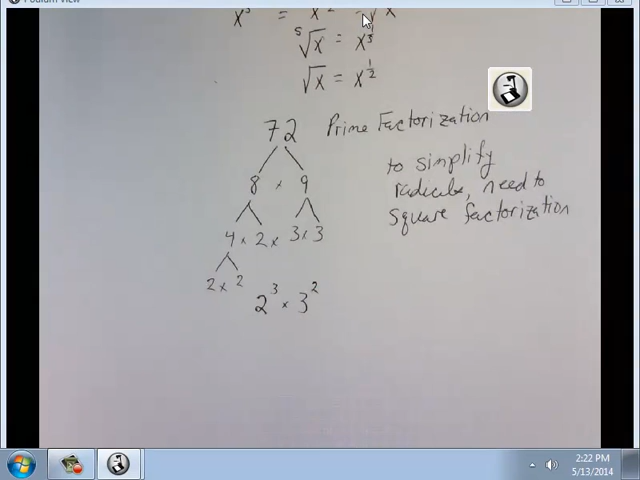 Podium View
⁵√x = x
√x = x^1/2
72 Prime Factorization
to simplify
radicals, need to
square factorization
8 × 9
4 × 2 × 3 × 3
2 × 2
2³ × 3²
2:22 PM
5/13/2014